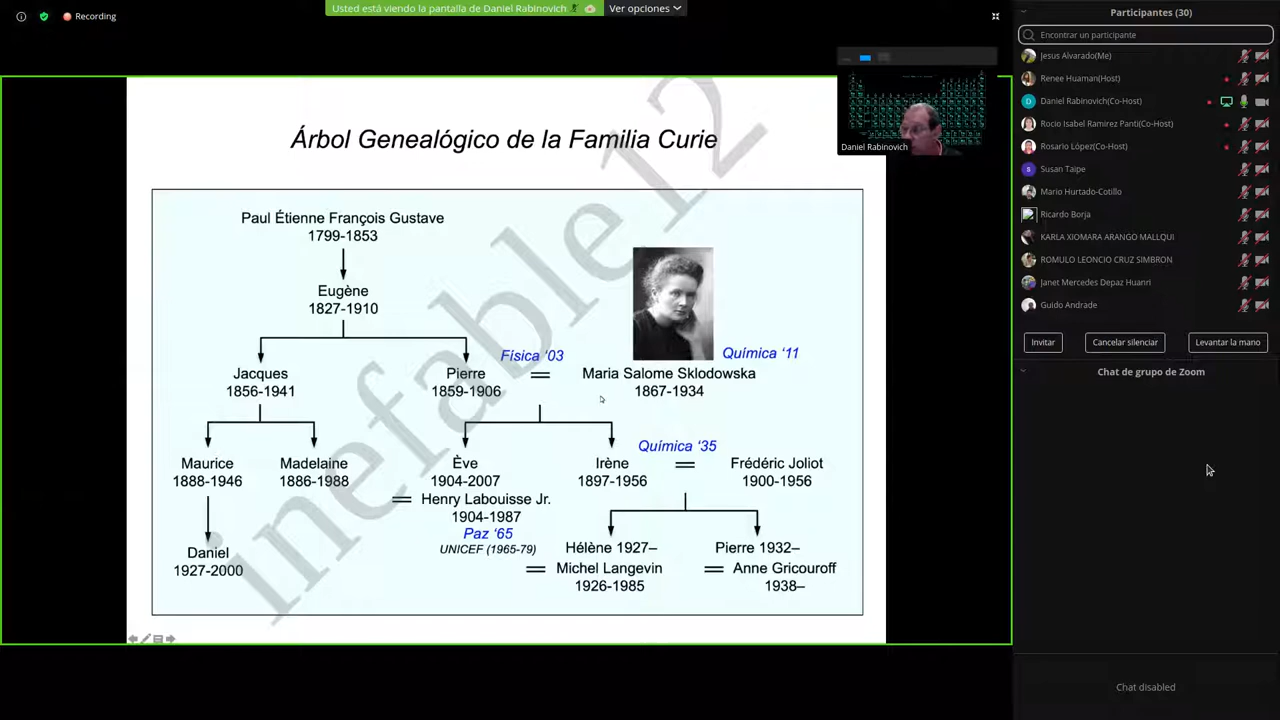 Recording
Usted está viendo la pantalla de Daniel Rabinovich.
Ver opciones
Árbol Genealógico de la Familia Curie
Paul Étienne François Gustave
1799-1853
Eugène
1827-1910
Jacques
1856-1941
Pierre
1859-1906
Física ‘03
Química ‘11
Maria Salome Sklodowska
1867-1934
Maurice
1888-1946
Madelaine
1886-1988
Ève
1904-2007
Henry Labouisse Jr.
1904-1987
Paz ‘65
UNICEF (1965-79)
Irène
1897-1956
Química ‘35
Frédéric Joliot
1900-1956
Daniel
1927-2000
Hélène 1927–
Michel Langevin
1926-1985
Pierre 1932–
Anne Gricouroff
1938–
inefable12
Daniel Rabinovich
Participantes (30)
Encontrar un participante
Jesus Alvarado(Me)
Renee Huaman(Host)
D Daniel Rabinovich(Co-Host)
Rocio Isabel Ramirez Panti(Co-Host)
Rosario López(Co-Host)
S Susan Taipe
Mario Hurtado-Cotillo
Ricardo Borja
KARLA XIOMARA ARANGO MALLQUI
ROMULO LEONCIO CRUZ SIMBRON
Janet Mercedes Depaz Huanri
Guido Andrade
Invitar
Cancelar silenciar
Levantar la mano
Chat de grupo de Zoom
Chat disabled